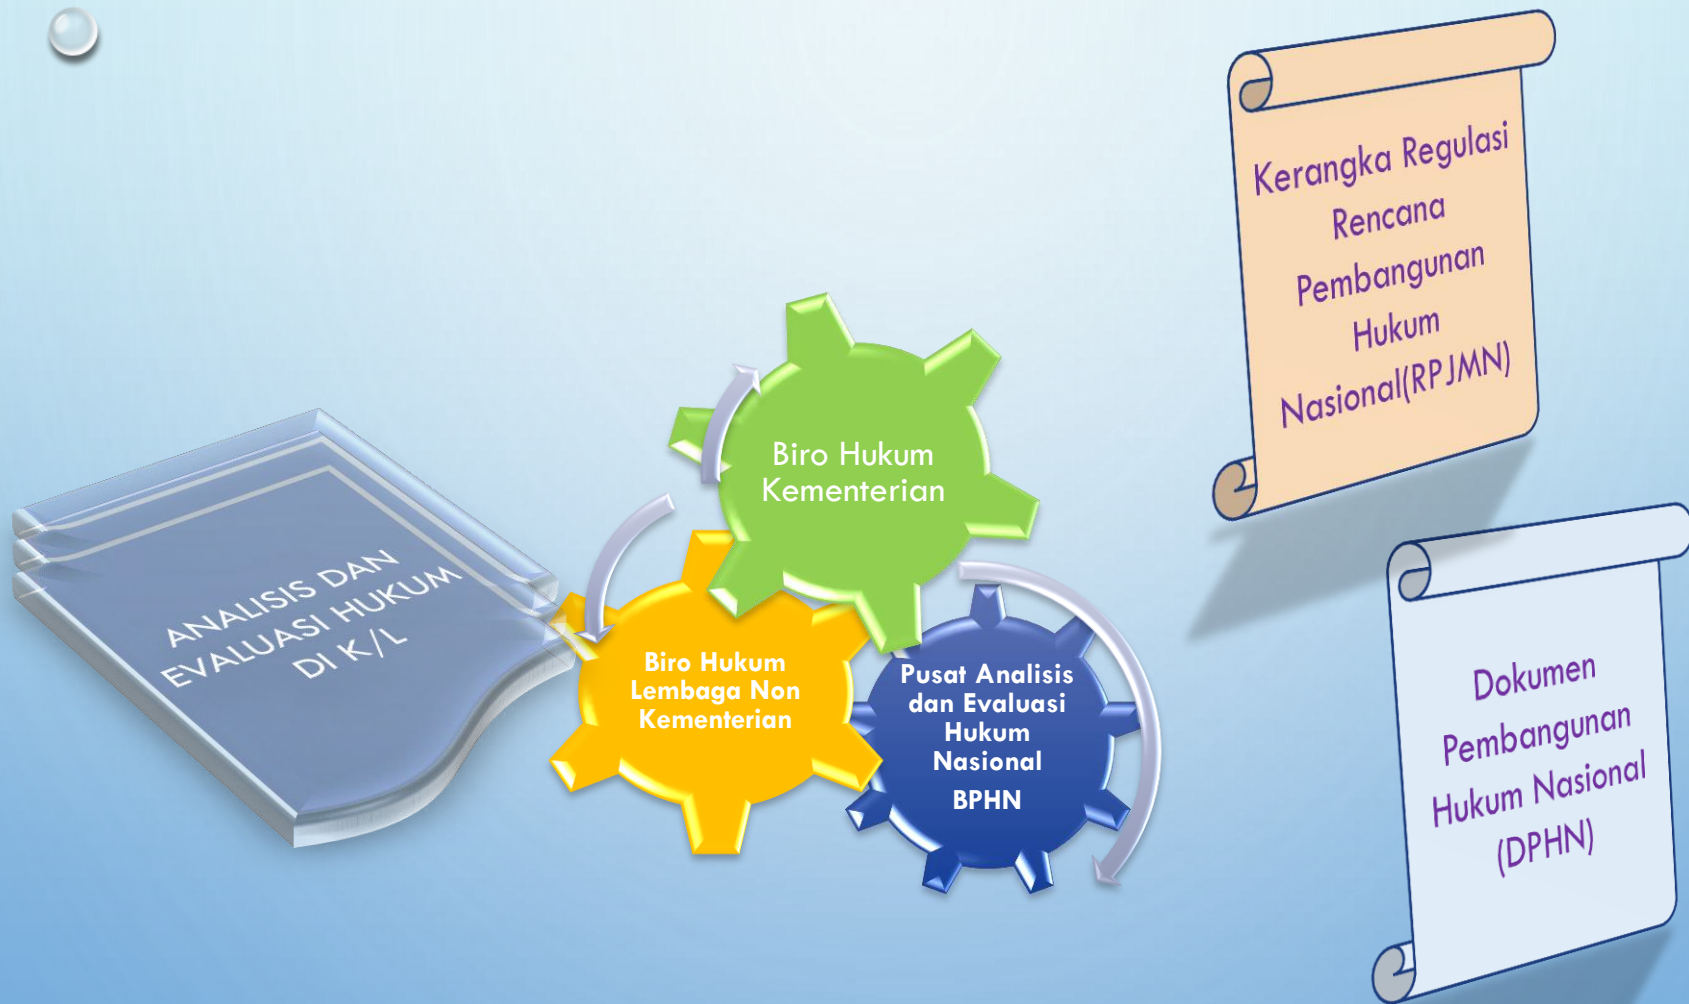 ANALISIS DAN
EVALUASI HUKUM
DI K/L
Biro Hukum
Kementerian
Biro Hukum
Lembaga Non
Kementerian
Pusat Analisis
dan Evaluasi
Hukum
Nasional
BPHN
Kerangka Regulasi
Rencana
Pembangunan
Hukum
Nasional(RPJMN)
Dokumen
Pembangunan
Hukum Nasional
(DPHN)